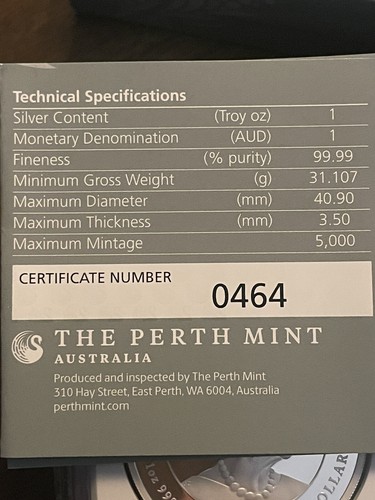 Technical Specifications
Silver Content (Troy oz) 1
Monetary Denomination (AUD) 1
Fineness (% purity) 99.99
Minimum Gross Weight (g) 31.107
Maximum Diameter (mm) 40.90
Maximum Thickness (mm) 3.50
Maximum Mintage 5,000
CERTIFICATE NUMBER 0464
THE PERTH MINT
AUSTRALIA
Produced and inspected by The Perth Mint
310 Hay Street, East Perth, WA 6004, Australia
perthmint.com
1oz 
DOLLAR